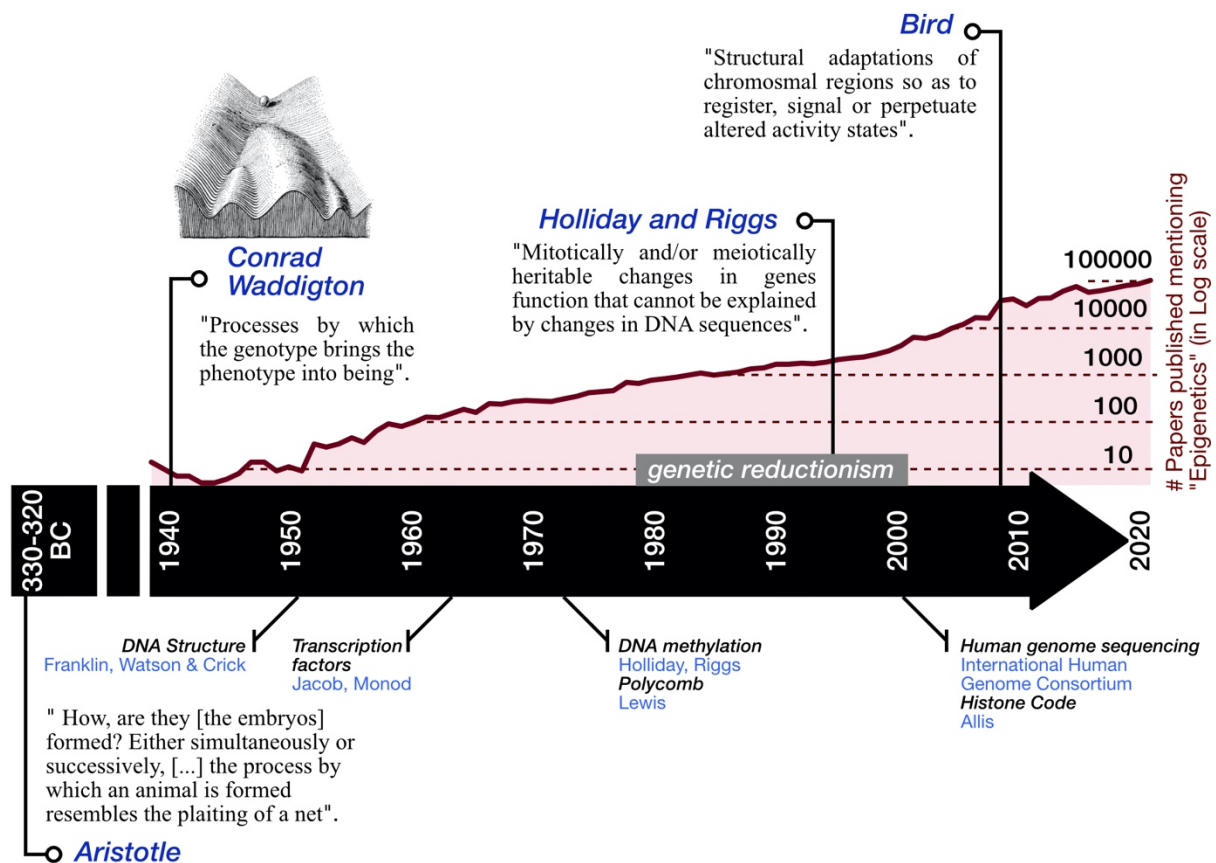 Bird
"Structural adaptations of
chromosmal regions so as to
register, signal or perpetuate
altered activity states".
Conrad
Waddigton
"Processes by which
the genotype brings the
phenotype into being".
Holliday and Riggs
"Mitotically and/or meiotically
heritable changes in genes
function that cannot be explained
by changes in DNA sequences".
100000
10000
1000
100
10
# Papers published mentioning
"Epigenetics" (in Log scale)
genetic reductionism
330-320
BC
1940
1950
1960
1970
1980
1990
2000
2010
2020
DNA Structure
Franklin, Watson & Crick
Transcription
factors
Jacob, Monod
DNA methylation
Holliday, Riggs
Polycomb
Lewis
Human genome sequencing
International Human
Genome Consortium
Histone Code
Allis
" How, are they [the embryos]
formed? Either simultaneously or
successively, [...] the process by
which an animal is formed
resembles the plaiting of a net".
Aristotle